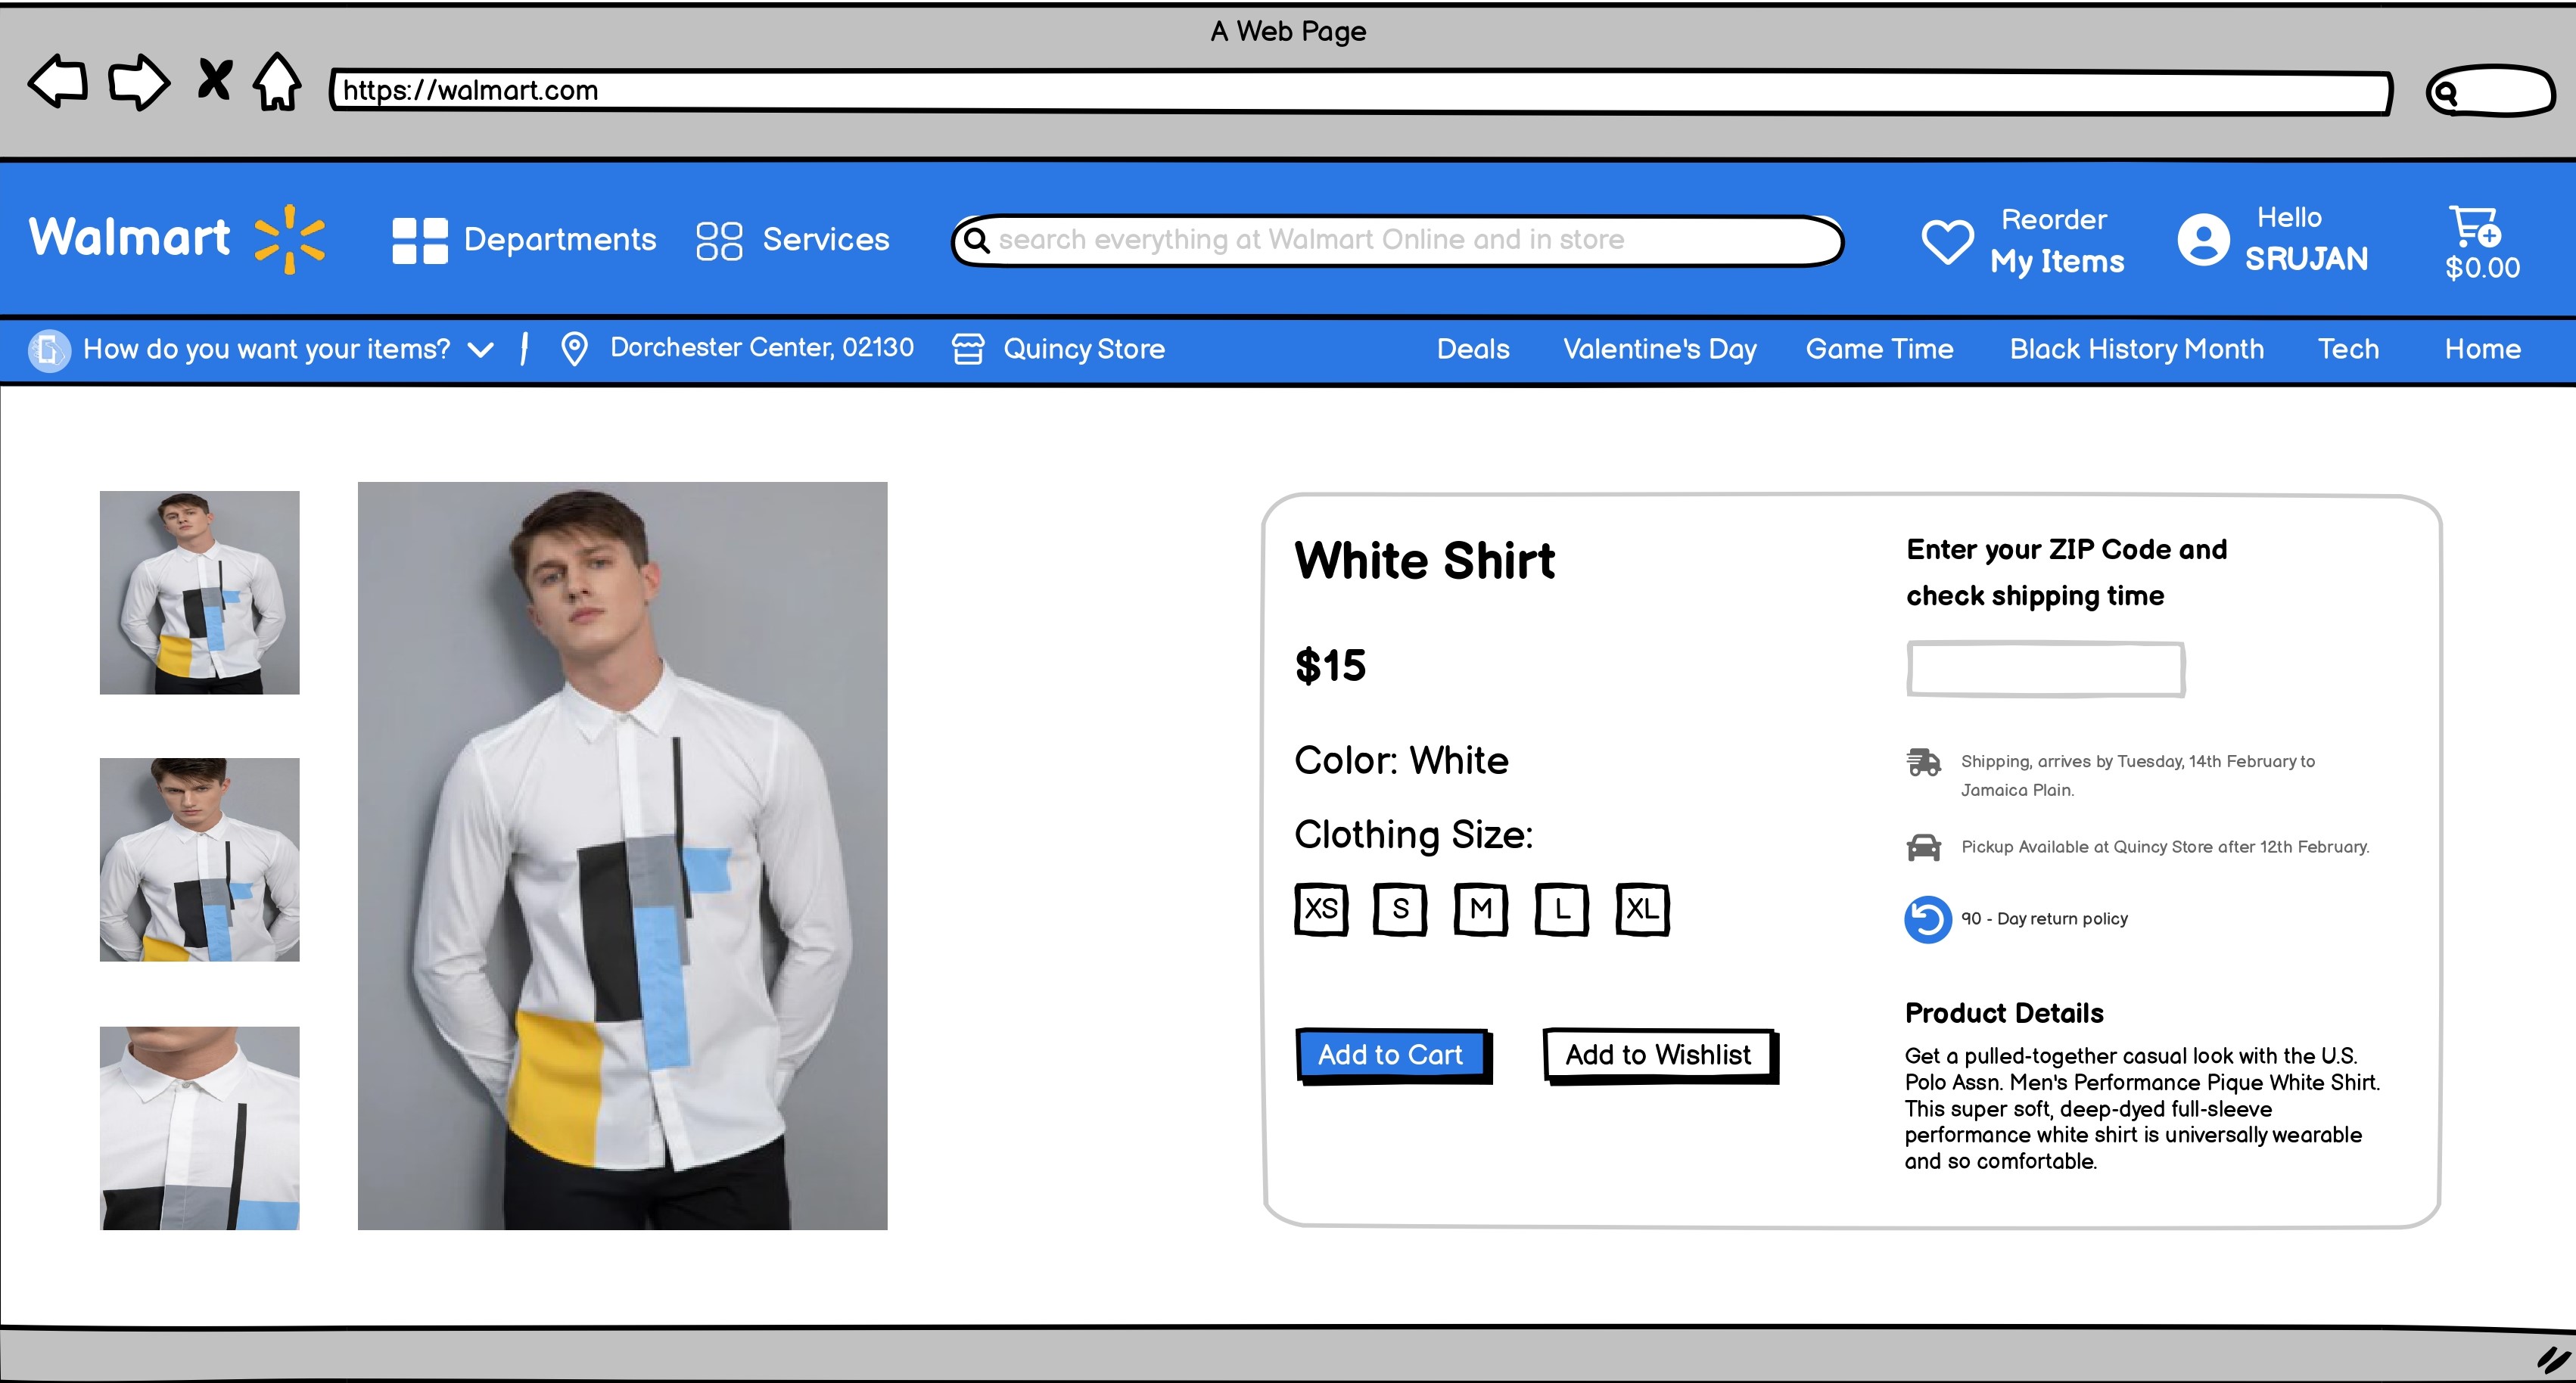 A Web Page
https://walmart.com
Walmart
Departments
Services
search everything at Walmart Online and in store
Reorder
My Items
Hello
SRUJAN
$0.00
How do you want your items?
Dorchester Center, 02130
Quincy Store
Deals
Valentine's Day
Game Time
Black History Month
Tech
Home
White Shirt
$15
Color: White
Clothing Size:
XS S M L XL
Add to Cart
Add to Wishlist
Enter your ZIP Code and
check shipping time
Shipping, arrives by Tuesday, 14th February to
Jamaica Plain.
Pickup Available at Quincy Store after 12th February.
90 - Day return policy
Product Details
Get a pulled-together casual look with the U.S.
Polo Assn. Men's Performance Pique White Shirt.
This super soft, deep-dyed full-sleeve
performance white shirt is universally wearable
and so comfortable.